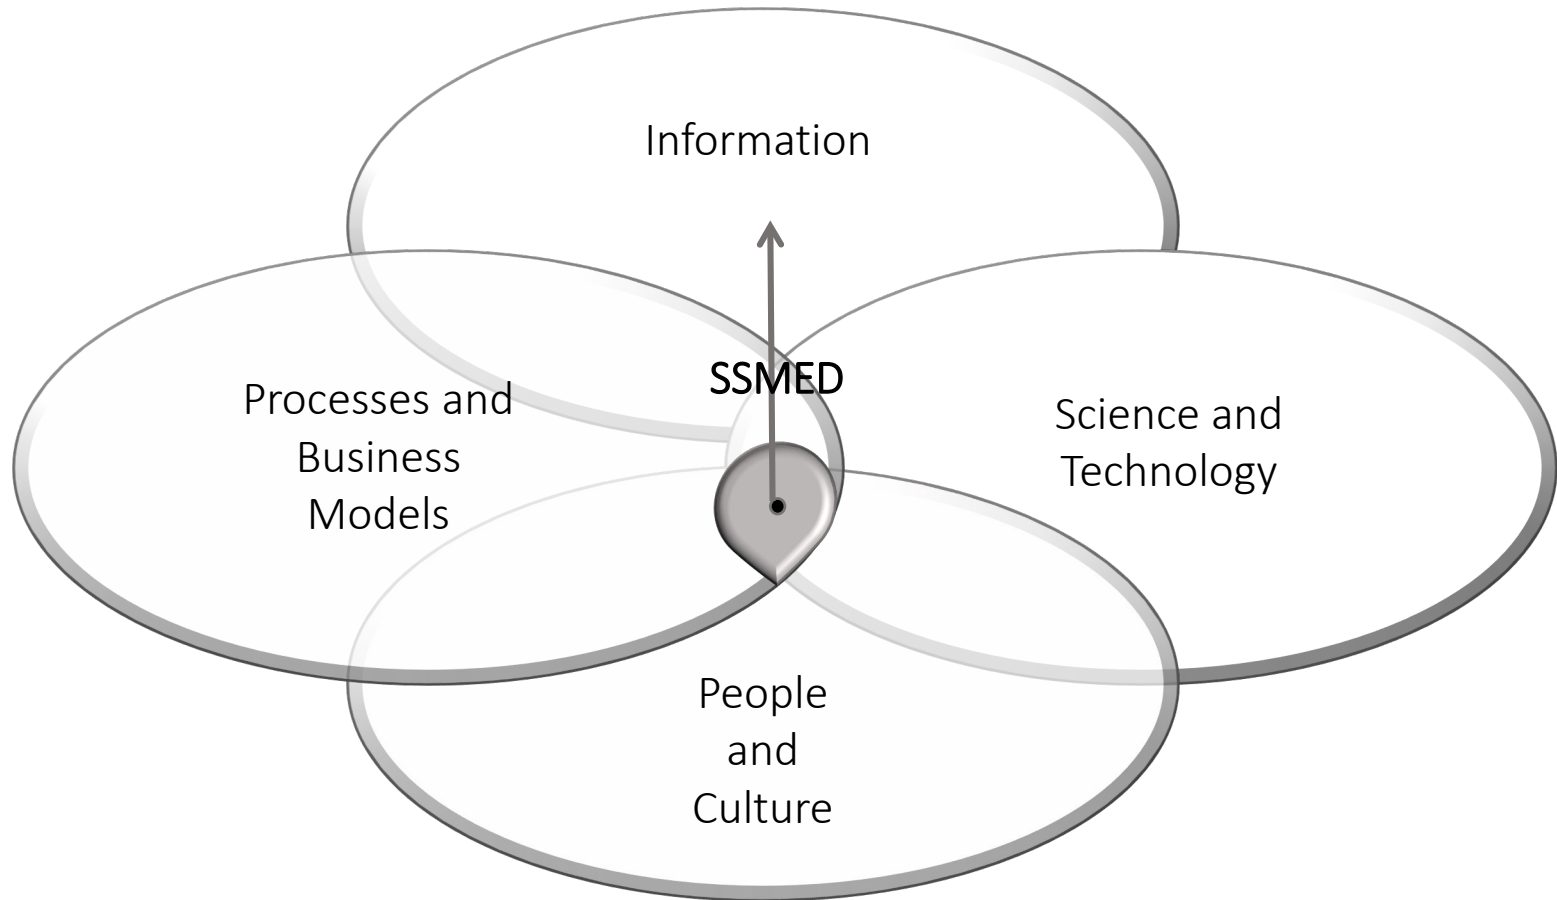 Information
SSMED
Processes and
Business
Models
Science and
Technology
People
and
Culture